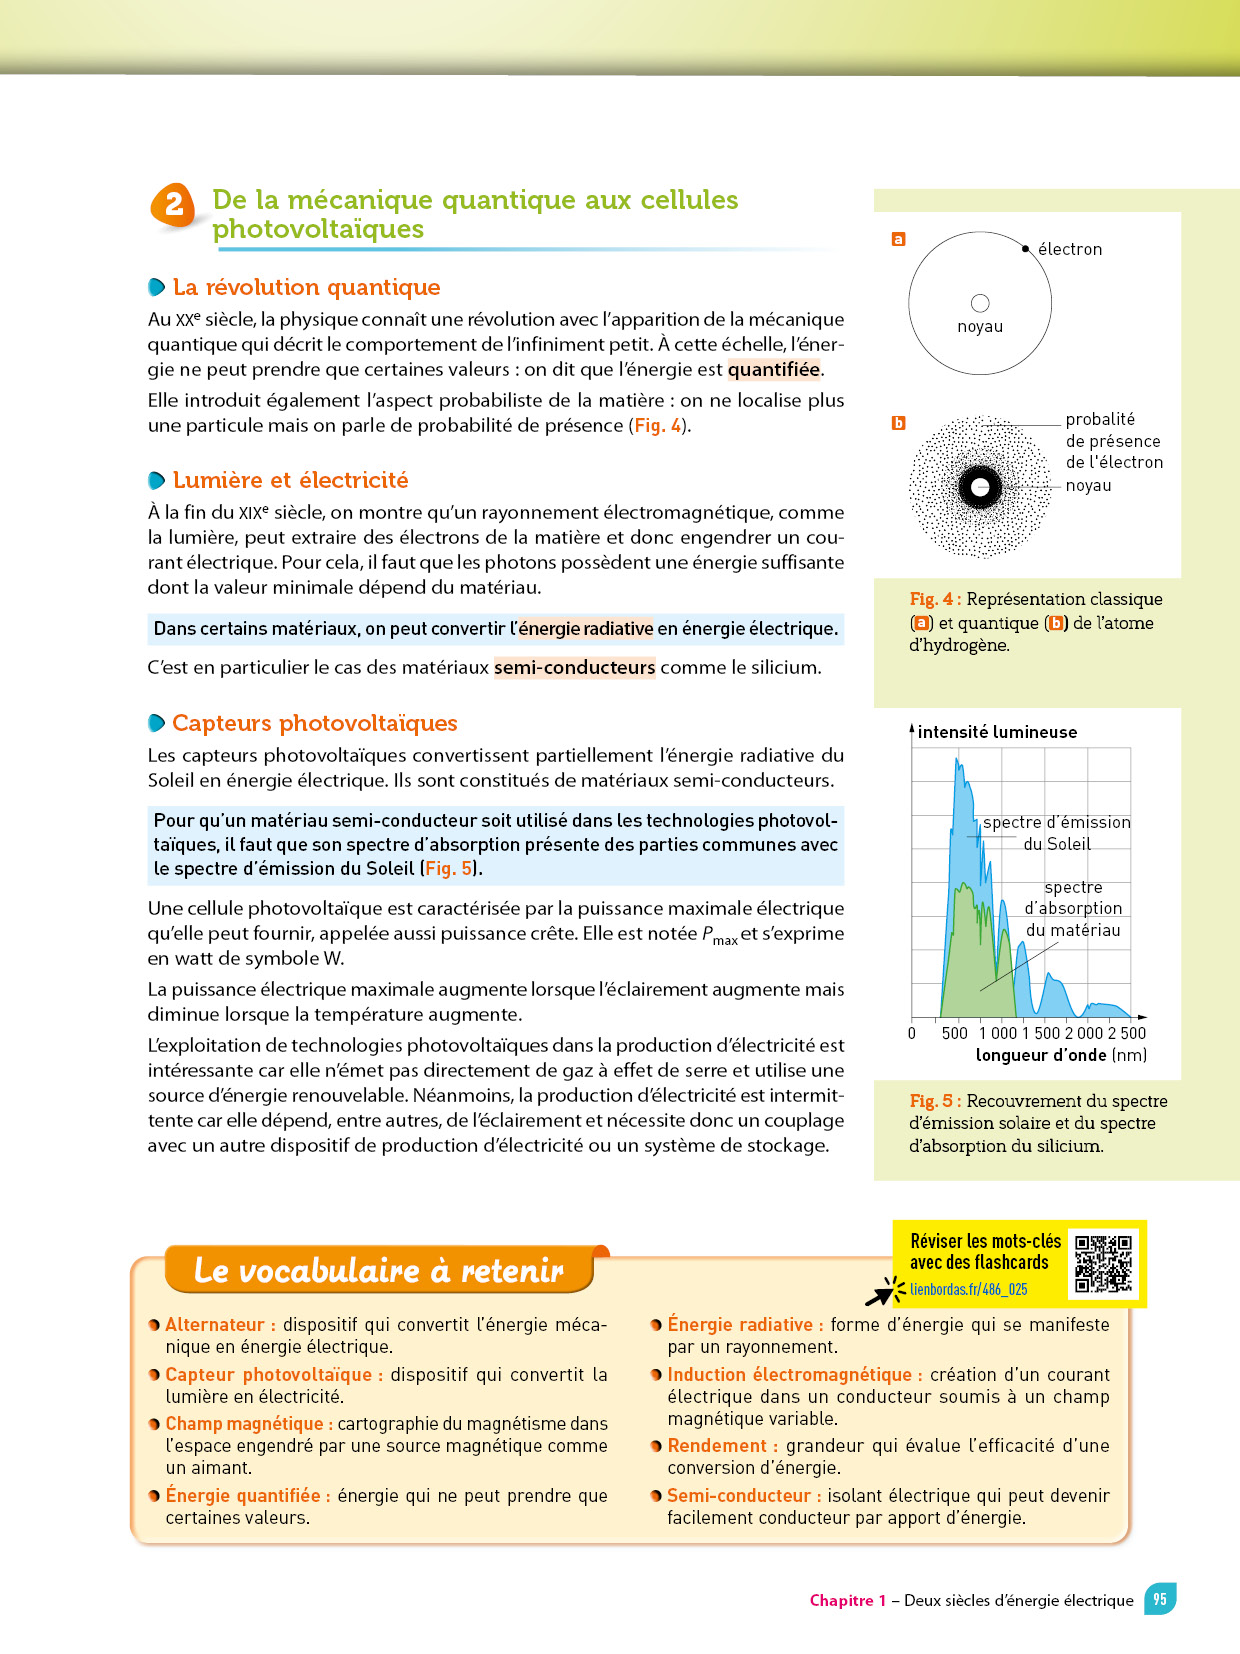 2
De la mécanique quantique aux cellules
photovoltaïques
La révolution quantique
Au XXe siècle, la physique connaît une révolution avec l'apparition de la mécanique
quantique qui décrit le comportement de l'infiniment petit. À cette échelle, l'éner-
gie ne peut prendre que certaines valeurs : on dit que l'énergie est quantifiée.
Elle introduit également l'aspect probabiliste de la matière : on ne localise plus
une particule mais on parle de probabilité de présence (Fig. 4).
Lumière et électricité
À la fin du XIXe siècle, on montre qu'un rayonnement électromagnétique, comme
la lumière, peut extraire des électrons de la matière et donc engendrer un cou-
rant électrique. Pour cela, il faut que les photons possèdent une énergie suffisante
dont la valeur minimale dépend du matériau.
Dans certains matériaux, on peut convertir l'énergie radiative en énergie électrique.
C'est en particulier le cas des matériaux semi-conducteurs comme le silicium.
Capteurs photovoltaïques
Les capteurs photovoltaïques convertissent partiellement l'énergie radiative du
Soleil en énergie électrique. Ils sont constitués de matériaux semi-conducteurs.
Pour qu'un matériau semi-conducteur soit utilisé dans les technologies photovol-
taïques, il faut que son spectre d'absorption présente des parties communes avec
le spectre d'émission du Soleil (Fig. 5).
Une cellule photovoltaïque est caractérisée par la puissance maximale électrique
qu'elle peut fournir, appelée aussi puissance crête. Elle est notée Pmax et s'exprime
en watt de symbole W.
La puissance électrique maximale augmente lorsque l'éclairement augmente mais
diminue lorsque la température augmente.
L'exploitation de technologies photovoltaïques dans la production d'électricité est
intéressante car elle n'émet pas directement de gaz à effet de serre et utilise une
source d'énergie renouvelable. Néanmoins, la production d'électricité est intermit-
tente car elle dépend, entre autres, de l'éclairement et nécessite donc un couplage
avec un autre dispositif de production d'électricité ou un système de stockage.
a
électron
noyau
b
probalité
de présence
de l'électron
noyau
Fig. 4 : Représentation classique
(a) et quantique (b) de l'atome
d'hydrogène.
intensité lumineuse
spectre d'émission
du Soleil
spectre
d'absorption
du matériau
0 500 1 000 1 500 2 000 2 500
longueur d'onde (nm)
Fig. 5 : Recouvrement du spectre
d'émission solaire et du spectre
d'absorption du silicium.
Le vocabulaire à retenir
Réviser les mots-clés
avec des flashcards
lienbordas.fr/486_025
Alternateur : dispositif qui convertit l'énergie méca-
nique en énergie électrique.
Capteur photovoltaïque : dispositif qui convertit la
lumière en électricité.
Champ magnétique : cartographie du magnétisme dans
l'espace engendré par une source magnétique comme
un aimant.
Énergie quantifiée : énergie qui ne peut prendre que
certaines valeurs.
Énergie radiative : forme d'énergie qui se manifeste
par un rayonnement.
Induction électromagnétique : création d'un courant
électrique dans un conducteur soumis à un champ
magnétique variable.
Rendement : grandeur qui évalue l'efficacité d'une
conversion d'énergie.
Semi-conducteur : isolant électrique qui peut devenir
facilement conducteur par apport d'énergie.
Chapitre 1 – Deux siècles d'énergie électrique 95